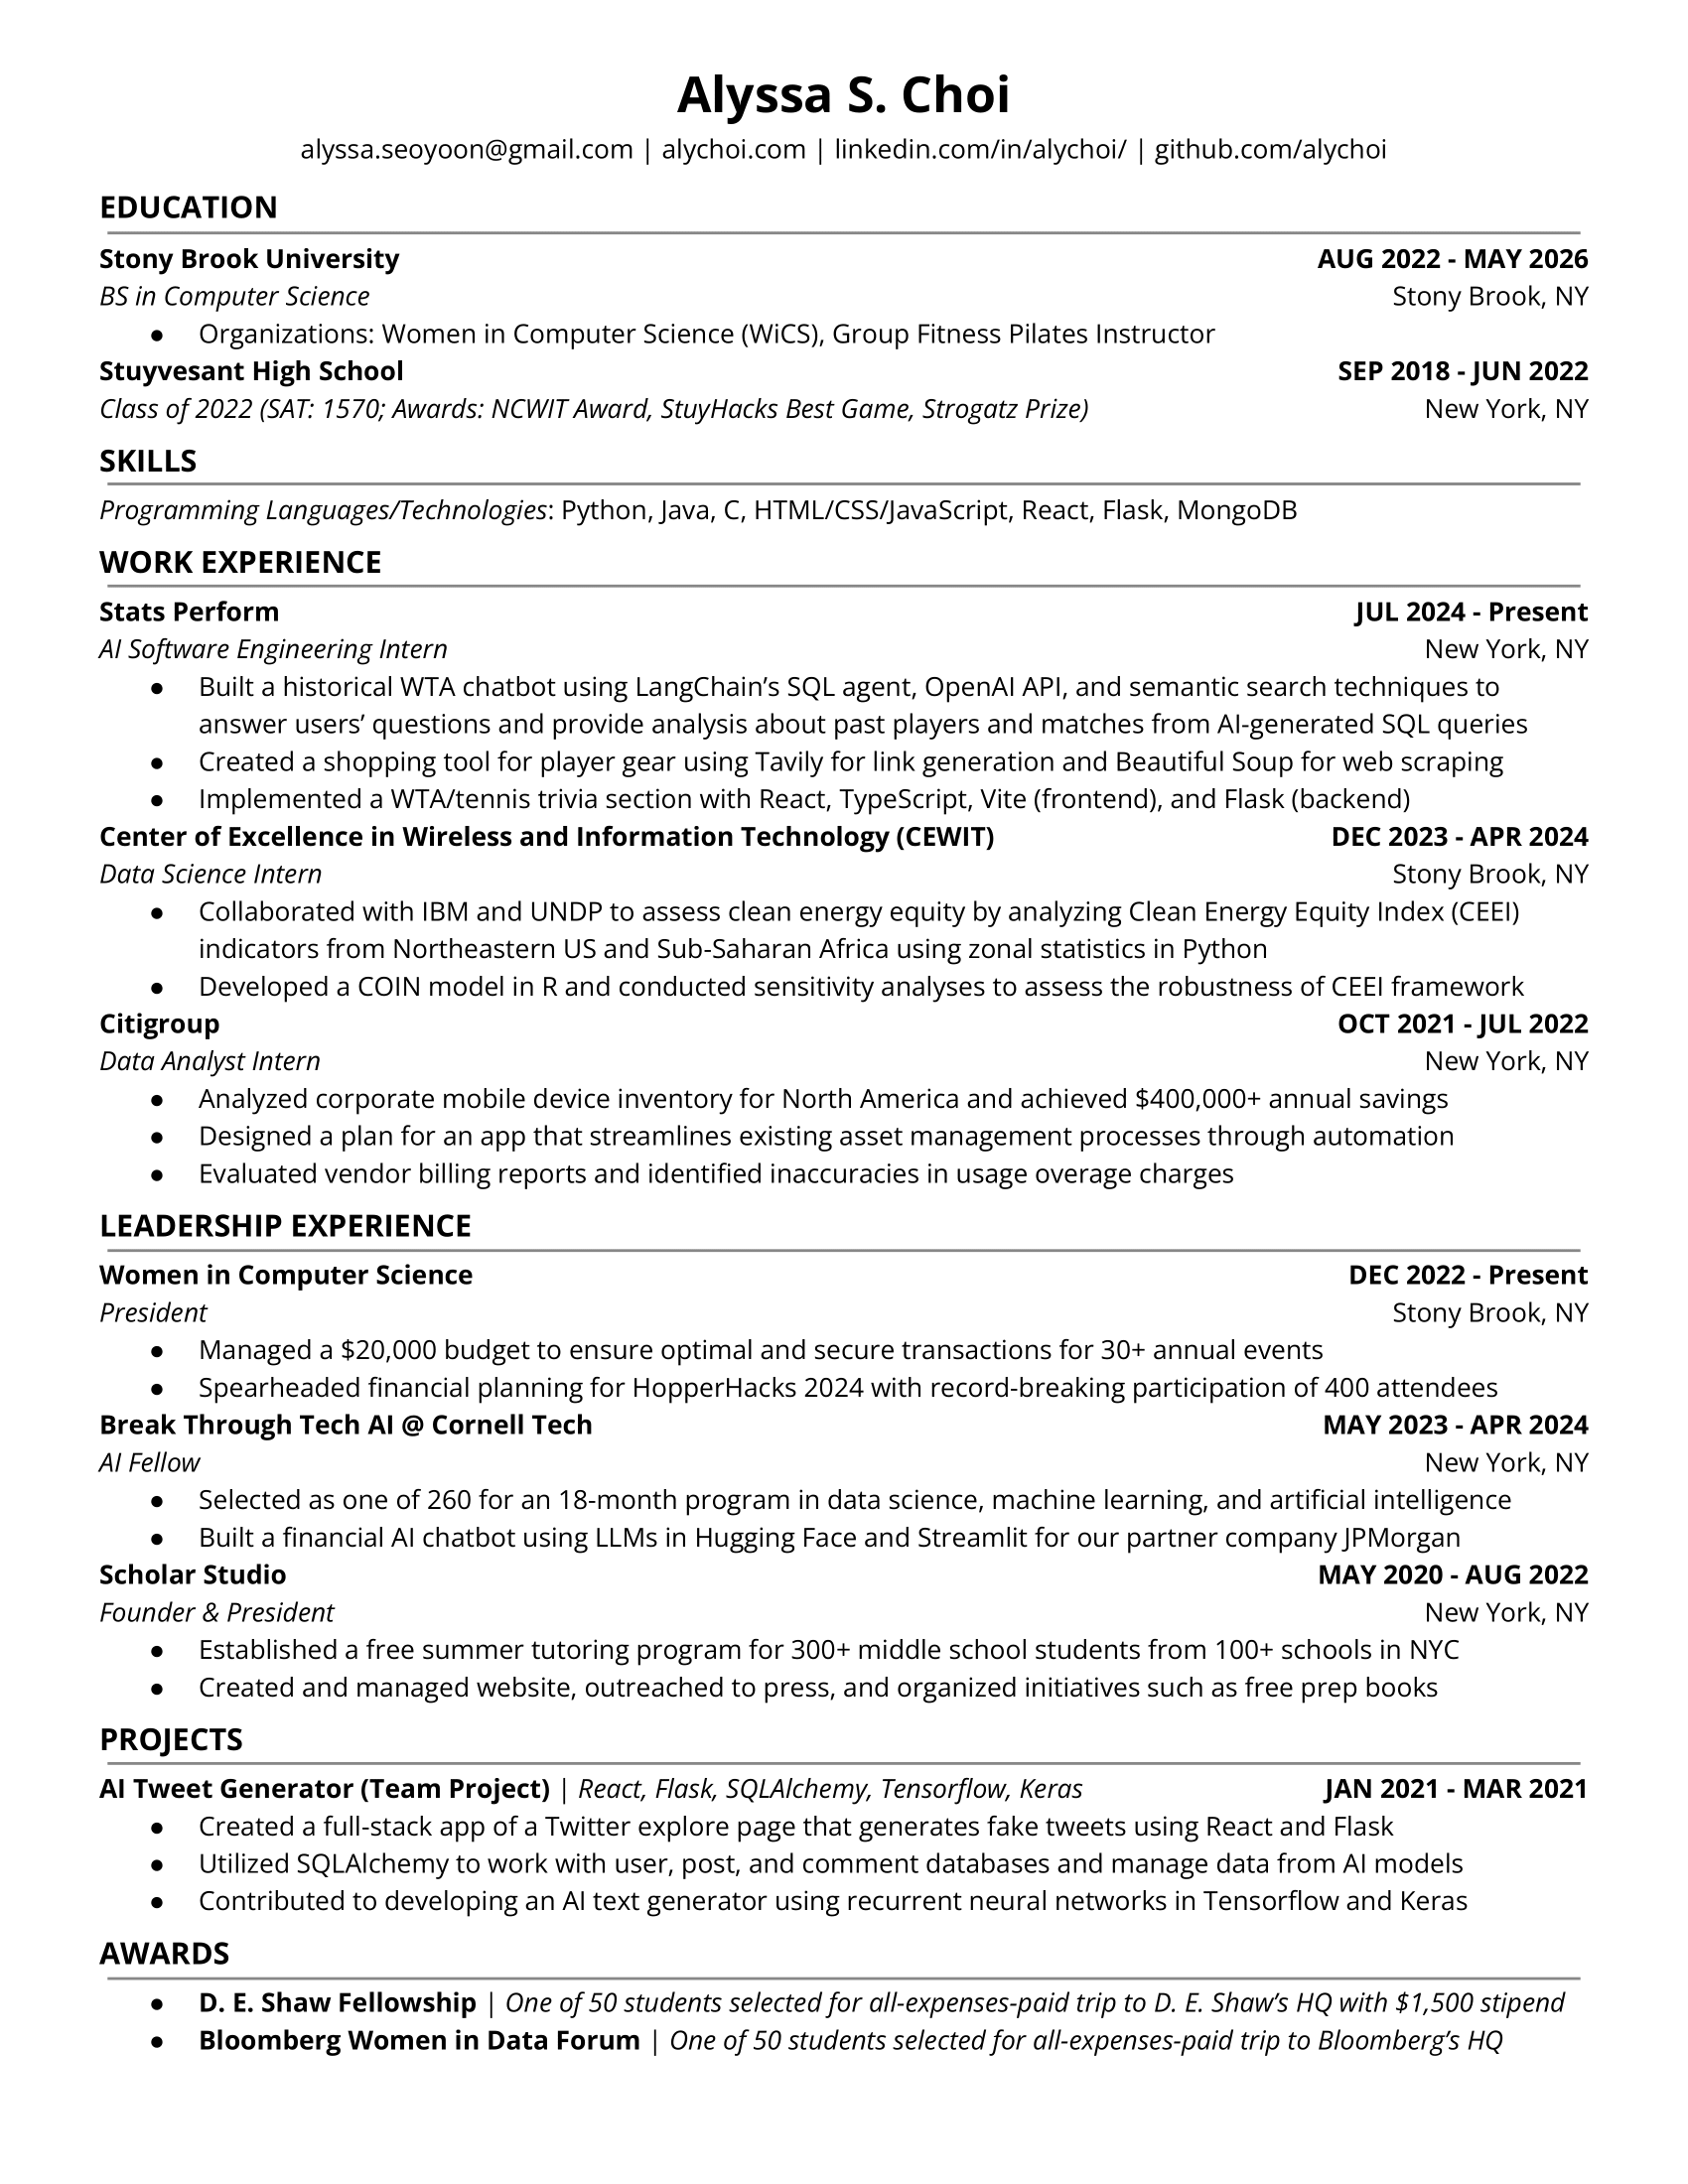 Alyssa S. Choi
alyssa.seoyoon@gmail.com | alychoi.com | linkedin.com/in/alychoi/ | github.com/alychoi
EDUCATION
Stony Brook University AUG 2022 - MAY 2026
BS in Computer Science Stony Brook, NY
● Organizations: Women in Computer Science (WiCS), Group Fitness Pilates Instructor
Stuyvesant High School SEP 2018 - JUN 2022
Class of 2022 (SAT: 1570; Awards: NCWIT Award, StuyHacks Best Game, Strogatz Prize) New York, NY
SKILLS
Programming Languages/Technologies: Python, Java, C, HTML/CSS/JavaScript, React, Flask, MongoDB
WORK EXPERIENCE
Stats Perform JUL 2024 - Present
AI Software Engineering Intern New York, NY
● Built a historical WTA chatbot using LangChain’s SQL agent, OpenAI API, and semantic search techniques to
answer users’ questions and provide analysis about past players and matches from AI-generated SQL queries
● Created a shopping tool for player gear using Tavily for link generation and Beautiful Soup for web scraping
● Implemented a WTA/tennis trivia section with React, TypeScript, Vite (frontend), and Flask (backend)
Center of Excellence in Wireless and Information Technology (CEWIT) DEC 2023 - APR 2024
Data Science Intern Stony Brook, NY
● Collaborated with IBM and UNDP to assess clean energy equity by analyzing Clean Energy Equity Index (CEEI)
indicators from Northeastern US and Sub-Saharan Africa using zonal statistics in Python
● Developed a COIN model in R and conducted sensitivity analyses to assess the robustness of CEEI framework
Citigroup OCT 2021 - JUL 2022
Data Analyst Intern New York, NY
● Analyzed corporate mobile device inventory for North America and achieved $400,000+ annual savings
● Designed a plan for an app that streamlines existing asset management processes through automation
● Evaluated vendor billing reports and identified inaccuracies in usage overage charges
LEADERSHIP EXPERIENCE
Women in Computer Science DEC 2022 - Present
President Stony Brook, NY
● Managed a $20,000 budget to ensure optimal and secure transactions for 30+ annual events
● Spearheaded financial planning for HopperHacks 2024 with record-breaking participation of 400 attendees
Break Through Tech AI @ Cornell Tech MAY 2023 - APR 2024
AI Fellow New York, NY
● Selected as one of 260 for an 18-month program in data science, machine learning, and artificial intelligence
● Built a financial AI chatbot using LLMs in Hugging Face and Streamlit for our partner company JPMorgan
Scholar Studio MAY 2020 - AUG 2022
Founder & President New York, NY
● Established a free summer tutoring program for 300+ middle school students from 100+ schools in NYC
● Created and managed website, outreached to press, and organized initiatives such as free prep books
PROJECTS
AI Tweet Generator (Team Project) | React, Flask, SQLAlchemy, Tensorflow, Keras JAN 2021 - MAR 2021
● Created a full-stack app of a Twitter explore page that generates fake tweets using React and Flask
● Utilized SQLAlchemy to work with user, post, and comment databases and manage data from AI models
● Contributed to developing an AI text generator using recurrent neural networks in Tensorflow and Keras
AWARDS
● D. E. Shaw Fellowship | One of 50 students selected for all-expenses-paid trip to D. E. Shaw’s HQ with $1,500 stipend
● Bloomberg Women in Data Forum | One of 50 students selected for all-expenses-paid trip to Bloomberg’s HQ